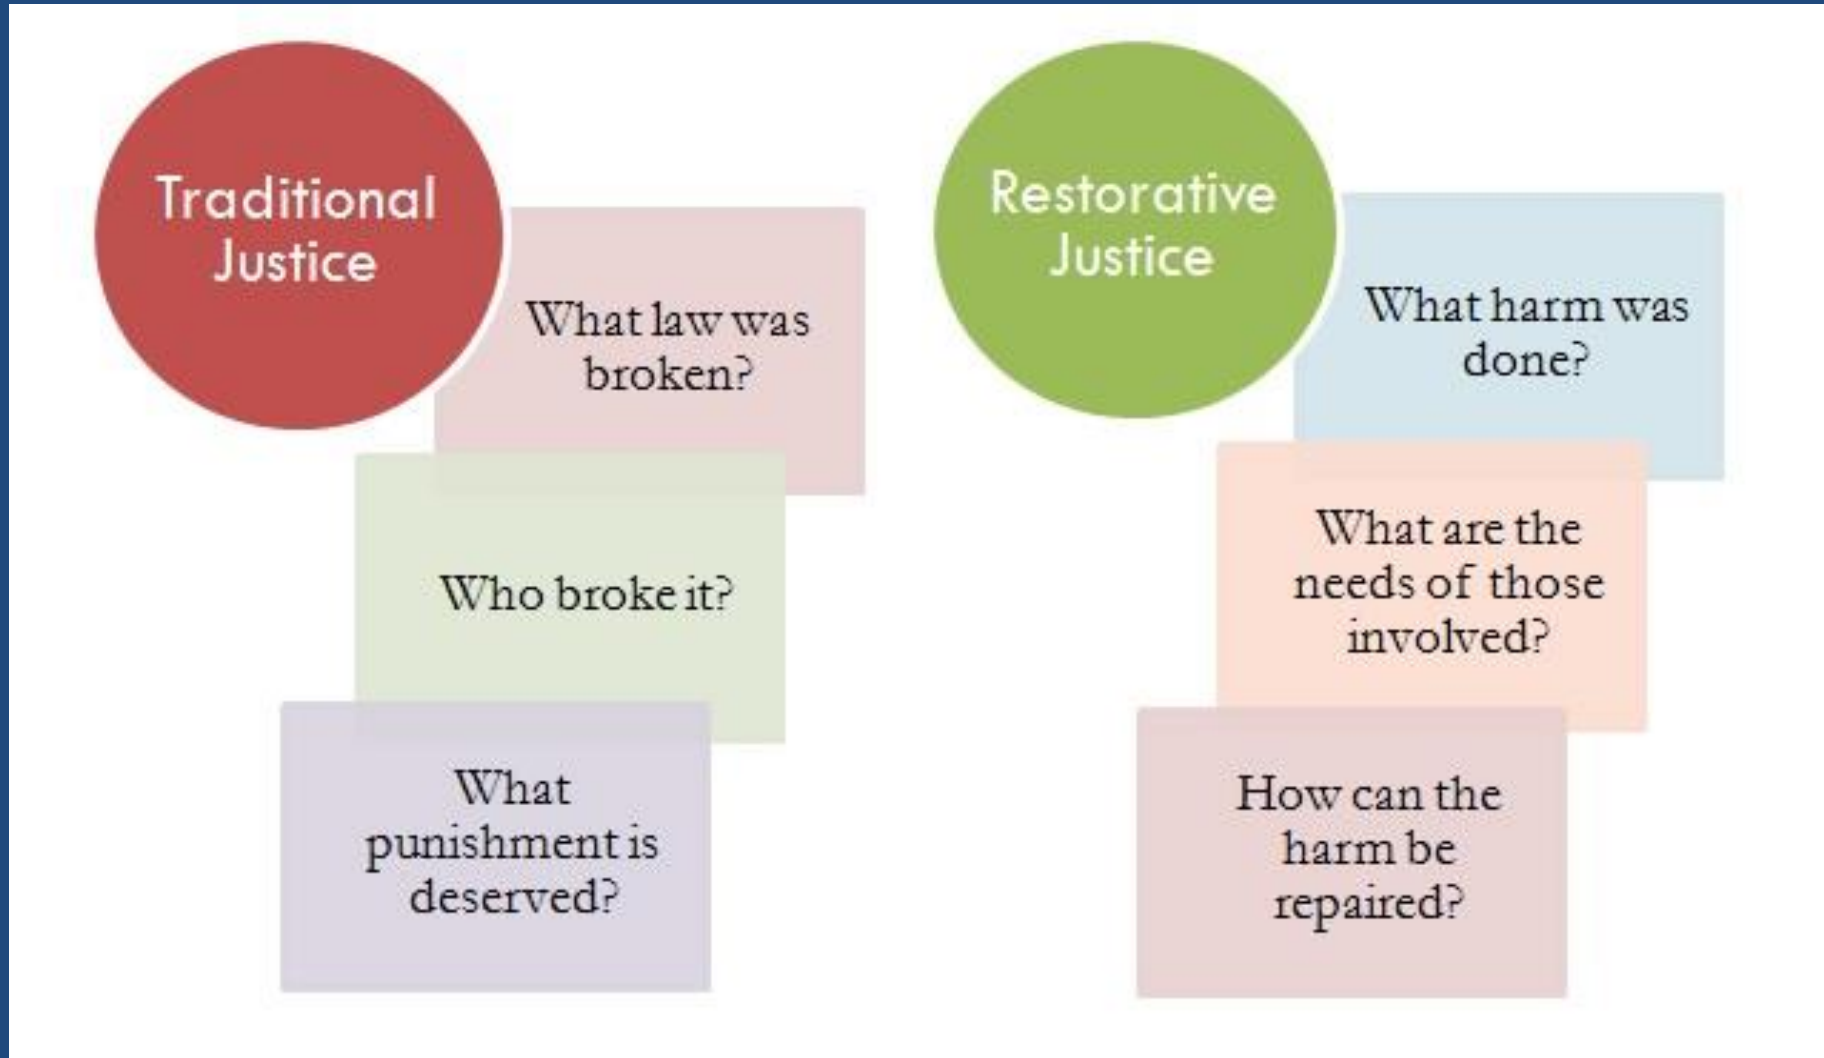 Traditional
Justice
What law was
broken?
Who broke it?
What
punishment is
deserved?
Restorative
Justice
What harm was
done?
What are the
needs of those
involved?
How can the
harm be
repaired?